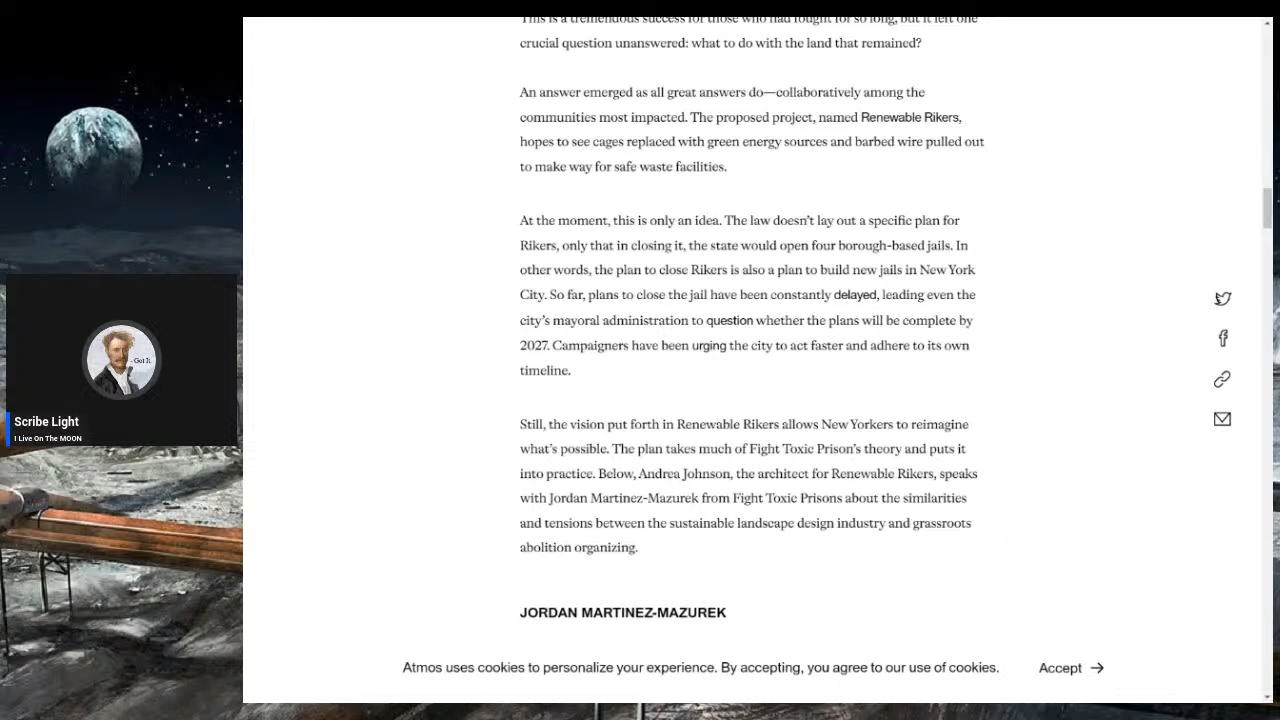 This is a tremendous success for those who had fought for so long, but it left one
crucial question unanswered: what to do with the land that remained?
An answer emerged as all great answers do—collaboratively among the
communities most impacted. The proposed project, named Renewable Rikers,
hopes to see cages replaced with green energy sources and barbed wire pulled out
to make way for safe waste facilities.
At the moment, this is only an idea. The law doesn’t lay out a specific plan for
Rikers, only that in closing it, the state would open four borough-based jails. In
other words, the plan to close Rikers is also a plan to build new jails in New York
City. So far, plans to close the jail have been constantly delayed, leading even the
city’s mayoral administration to question whether the plans will be complete by
2027. Campaigners have been urging the city to act faster and adhere to its own
timeline.
Still, the vision put forth in Renewable Rikers allows New Yorkers to reimagine
what’s possible. The plan takes much of Fight Toxic Prison’s theory and puts it
into practice. Below, Andrea Johnson, the architect for Renewable Rikers, speaks
with Jordan Martinez-Mazurek from Fight Toxic Prisons about the similarities
and tensions between the sustainable landscape design industry and grassroots
abolition organizing.
JORDAN MARTINEZ-MAZUREK
Atmos uses cookies to personalize your experience. By accepting, you agree to our use of cookies.
Accept →
- Got It.
Scribe Light
I Live On The MOON